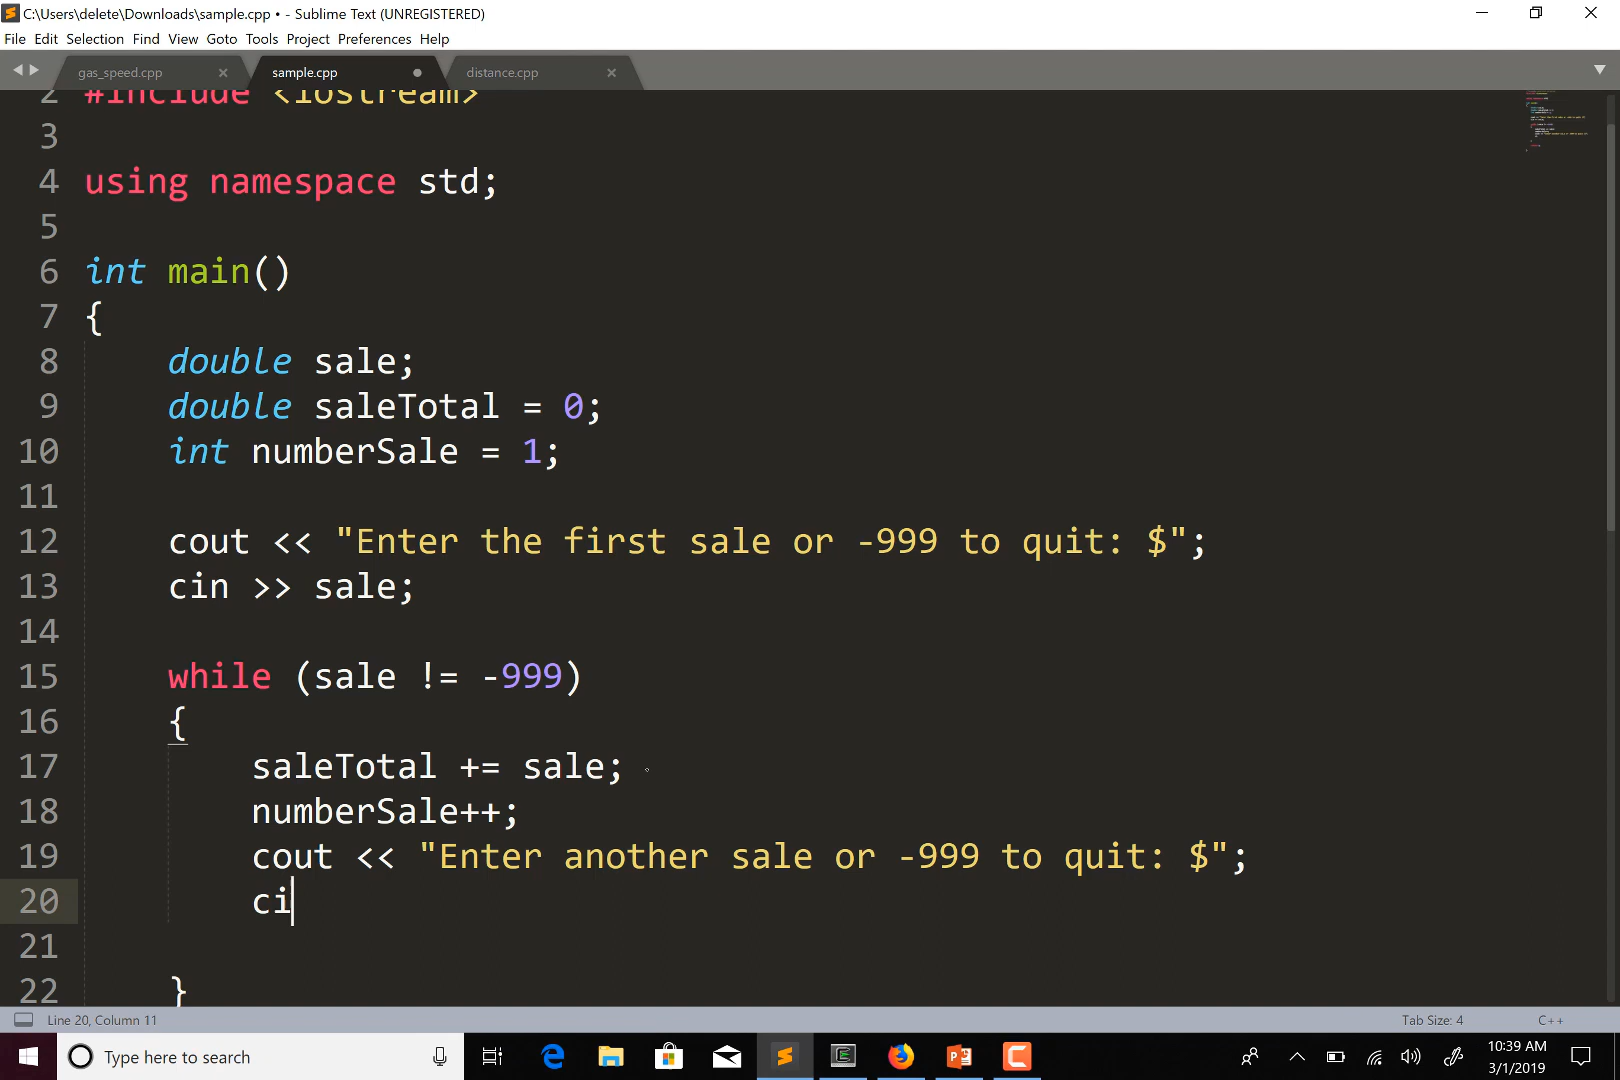 C:\Users\delete\Downloads\sample.cpp • - Sublime Text (UNREGISTERED)
File Edit Selection Find View Goto Tools Project Preferences Help
gas_speed.cpp sample.cpp distance.cpp
2 #include <iostream>
3
4 using namespace std;
5
6 int main()
7 {
8 double sale;
9 double saleTotal = 0;
10 int numberSale = 1;
11
12 cout << "Enter the first sale or -999 to quit: $";
13 cin >> sale;
14
15 while (sale != -999)
16 {
17 saleTotal += sale;
18 numberSale++;
19 cout << "Enter another sale or -999 to quit: $";
20 ci
21
22 }
Line 20, Column 11 Tab Size: 4 C++
Type here to search 10:39 AM
3/1/2019